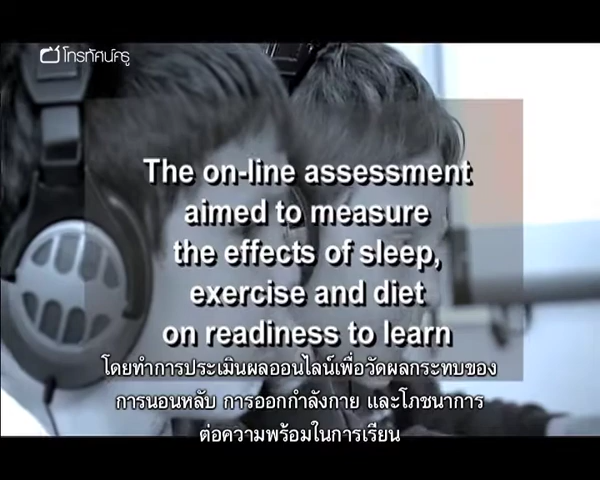 โทรทัศน์ครู
The on-line assessment
aimed to measure
the effects of sleep,
exercise and diet
on readiness to learn
โดยทำการประเมินผลออนไลน์เพื่อวัดผลกระทบของ
การนอนหลับ การออกกำลังกาย และโภชนาการ
ต่อความพร้อมในการเรียน